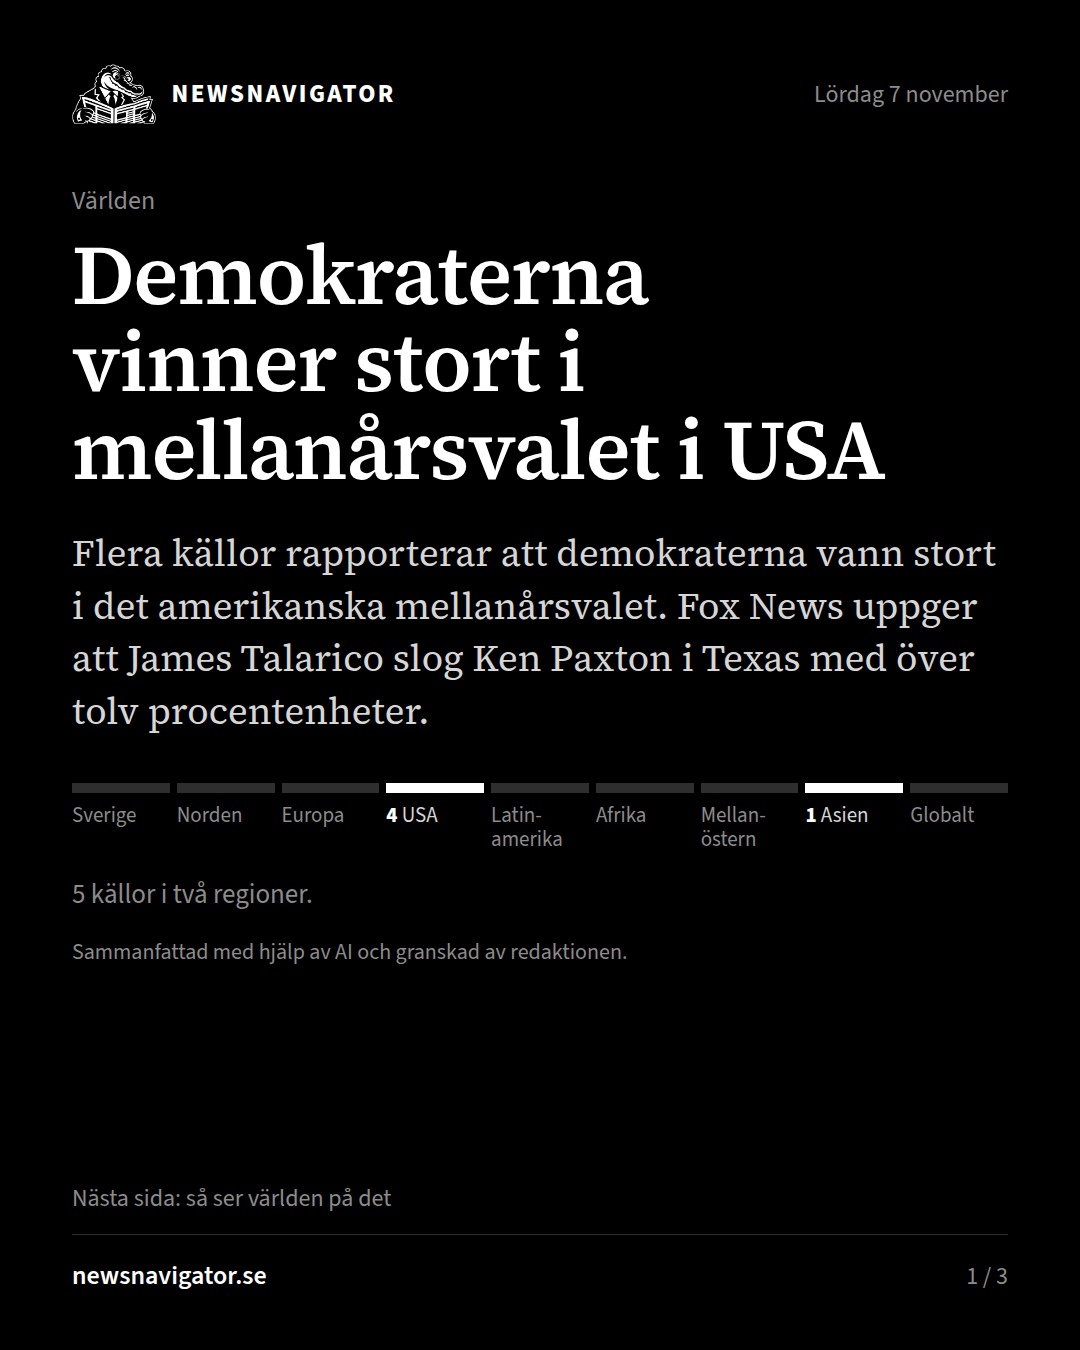 NEWSNAVIGATOR
Lördag 7 november
Världen
Demokraterna
vinner stort i
mellanårsvalet i USA
Flera källor rapporterar att demokraterna vann stort
i det amerikanska mellanårsvalet. Fox News uppger
att James Talarico slog Ken Paxton i Texas med över
tolv procentenheter.
Sverige
Norden
Europa
4 USA
Latin-
amerika
Afrika
Mellan-
östern
1 Asien
Globalt
5 källor i två regioner.
Sammanfattad med hjälp av AI och granskad av redaktionen.
Nästa sida: så ser världen på det
newsnavigator.se
1 / 3